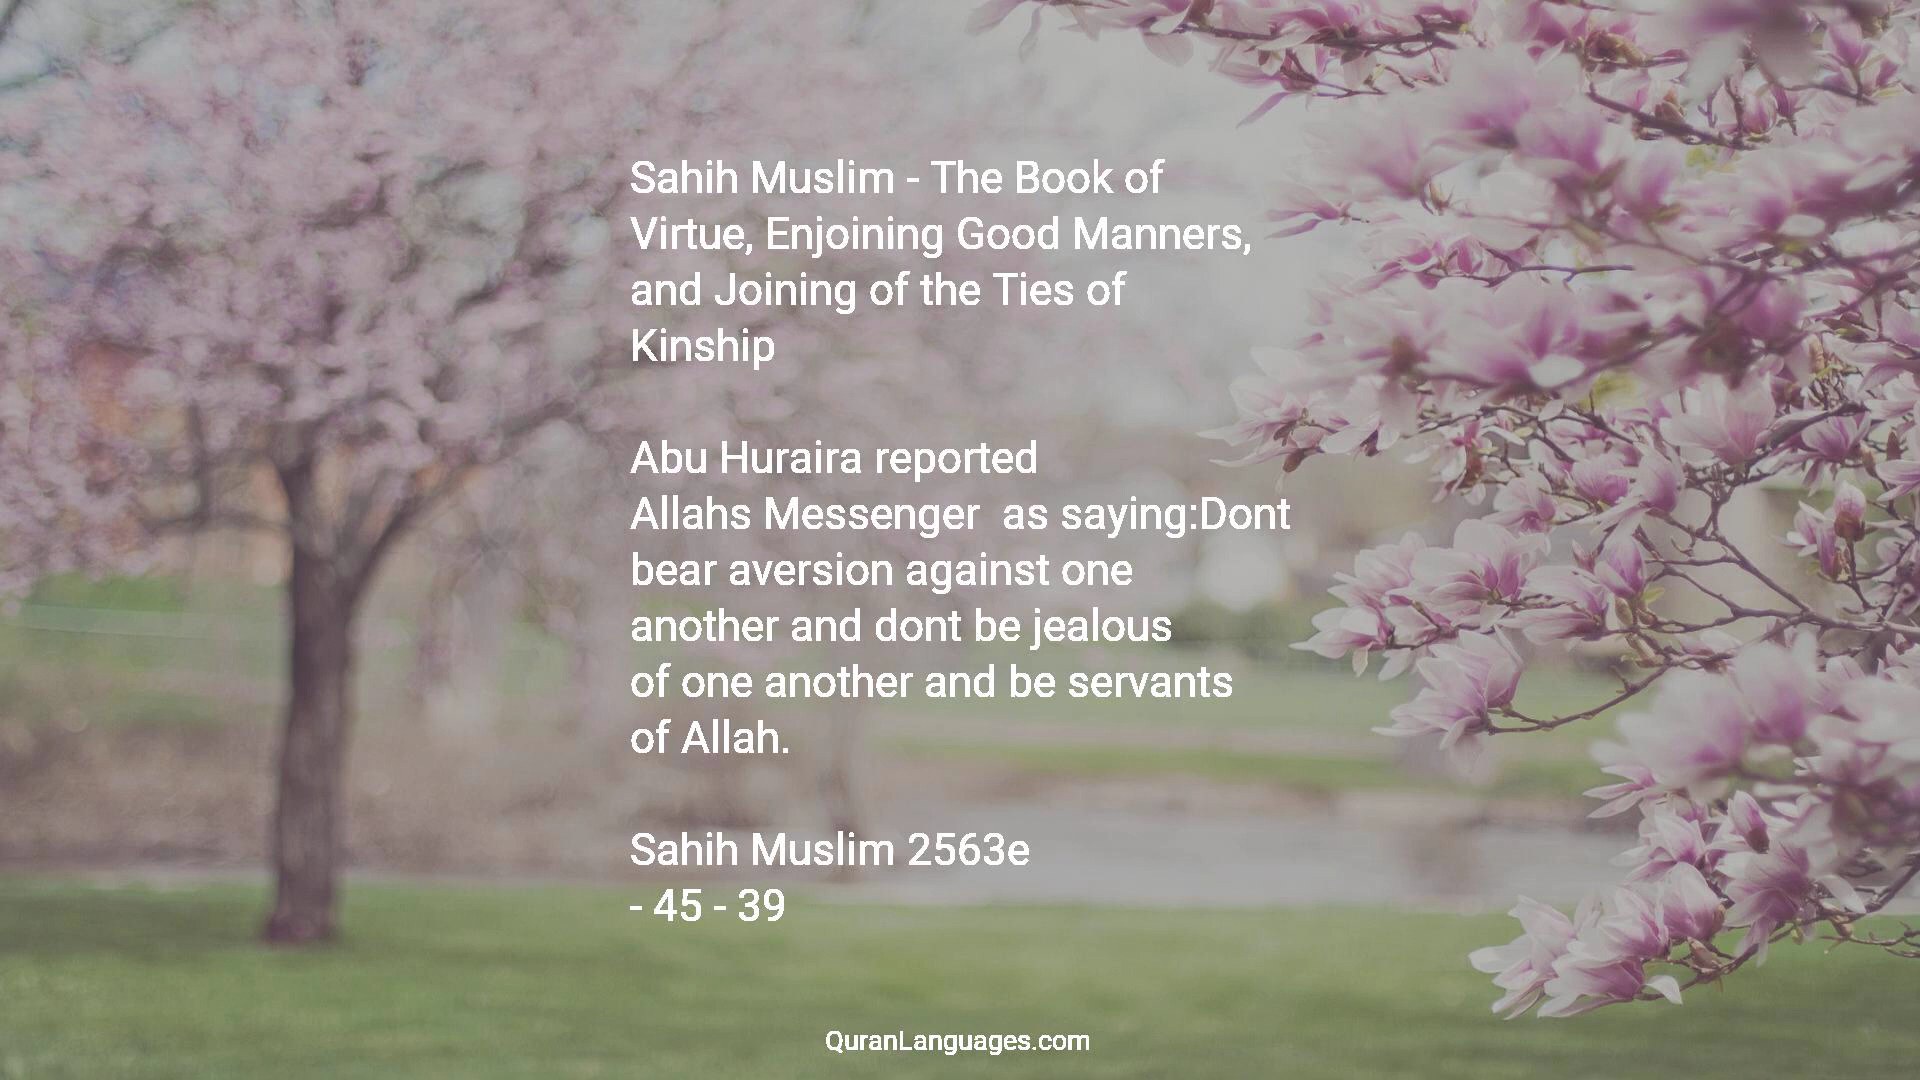 Sahih Muslim - The Book of
Virtue, Enjoining Good Manners,
and Joining of the Ties of
Kinship
Abu Huraira reported
Allahs Messenger  as saying:Dont
bear aversion against one
another and dont be jealous
of one another and be servants
of Allah.
Sahih Muslim 2563e
- 45 - 39
QuranLanguages.com